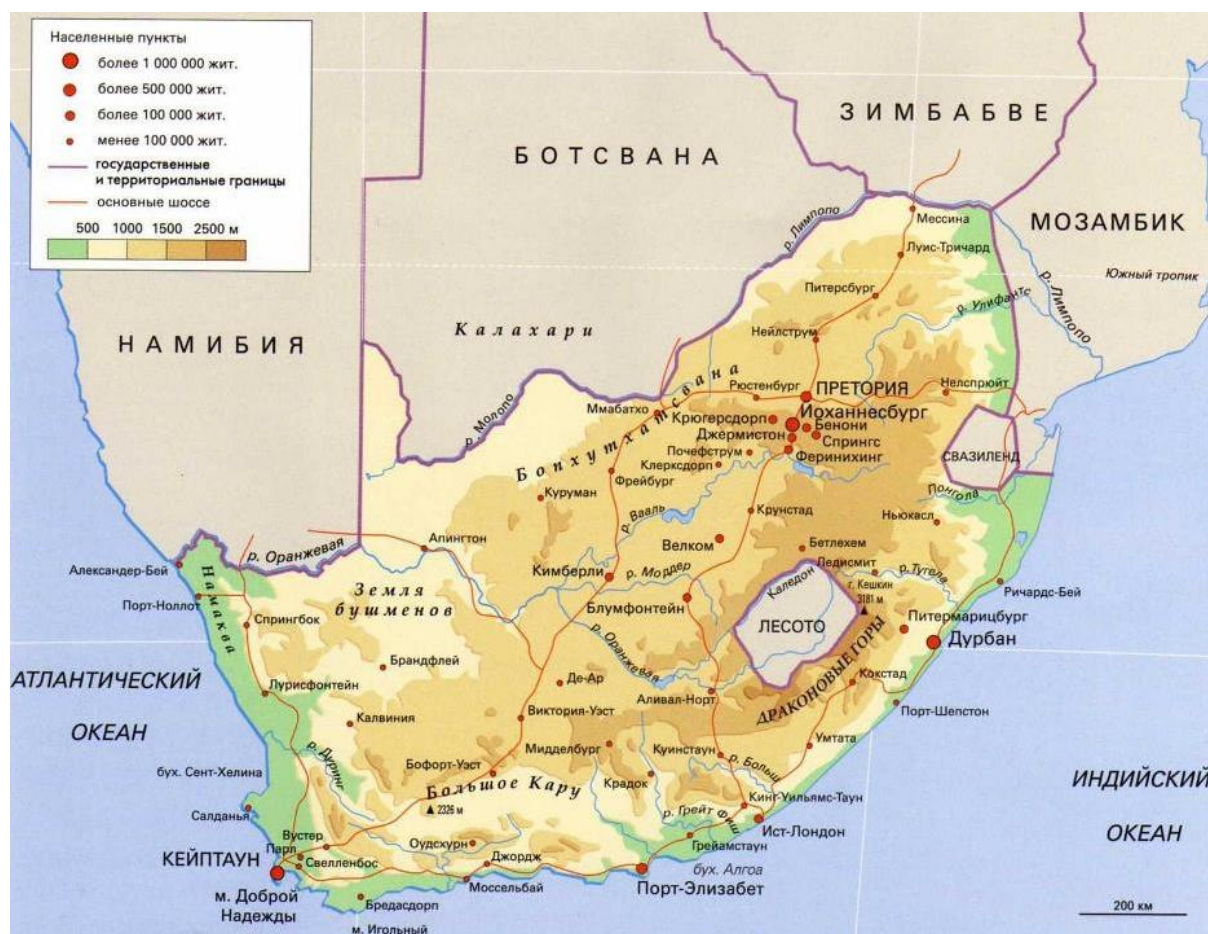 Населенные пункты
более 1 000 000 жит.
более 500 000 жит.
более 100 000 жит.
менее 100 000 жит.
государственные
и территориальные границы
основные шоссе
500 1000 1500 2500 м
ЗИМБАБВЕ
БОТСВАНА
МОЗАМБИК
НАМИБИЯ
Калахари
р. Лимпопо
Мессина
Луис-Тричард
Южный тропик
Питерсбург
р. Улифантс
р. Лимпопо
Нейлструм
Рюстенбург
ПРЕТОРИЯ
Нелспрюйт
Ммабатхо
Крюгерсдорп
Йоханнесбург
Бенони
Джермистон
Спрингс
р. Молопо
Бопхутхатсвана
Почефструм
Феринихинг
СВАЗИЛЕНД
Клерксдорп
Фрейбург
Куруман
Понгола
р. Вааль
Крунстад
Ньюкасл
Апингтон
Велком
Бетлехем
р. Оранжевая
Ледисмит
р. Тугела
Александер-Бей
Кимберли
р. Моддер
Каледон
г. Кешкин
3181 м
Ричардс-Бей
Намаква
Земля
бушменов
Порт-Ноллот
Блумфонтейн
Питермарицбург
Спрингбок
ЛЕСОТО
Дурбан
р. Оранжевая
Брандфлей
АТЛАНТИЧЕСКИЙ
ОКЕАН
Лурисфонтейн
Де-Ар
Аливал-Норт
ДРАКОНОВЫЕ ГОРЫ
Кокстад
Порт-Шепстон
Калвиния
Виктория-Уэст
Умтата
Мидделбург
Куинстаун
р. Дуринг
р. Больш.
бух. Сент-Хелина
Бофорт-Уэст
Большое Кару
Крадок
ИНДИЙСКИЙ
ОКЕАН
2326 м
Кинг-Уильямс-Таун
Салданья
р. Грейт Фиш
Ист-Лондон
Вустер
Оудсхурн
Грейамстаун
Парл
КЕЙПТАУН
Свелленбос
Джордж
бух. Алгоа
Моссельбай
Порт-Элизабет
м. Доброй
Надежды
Бредасдорп
м. Игольный
200 км